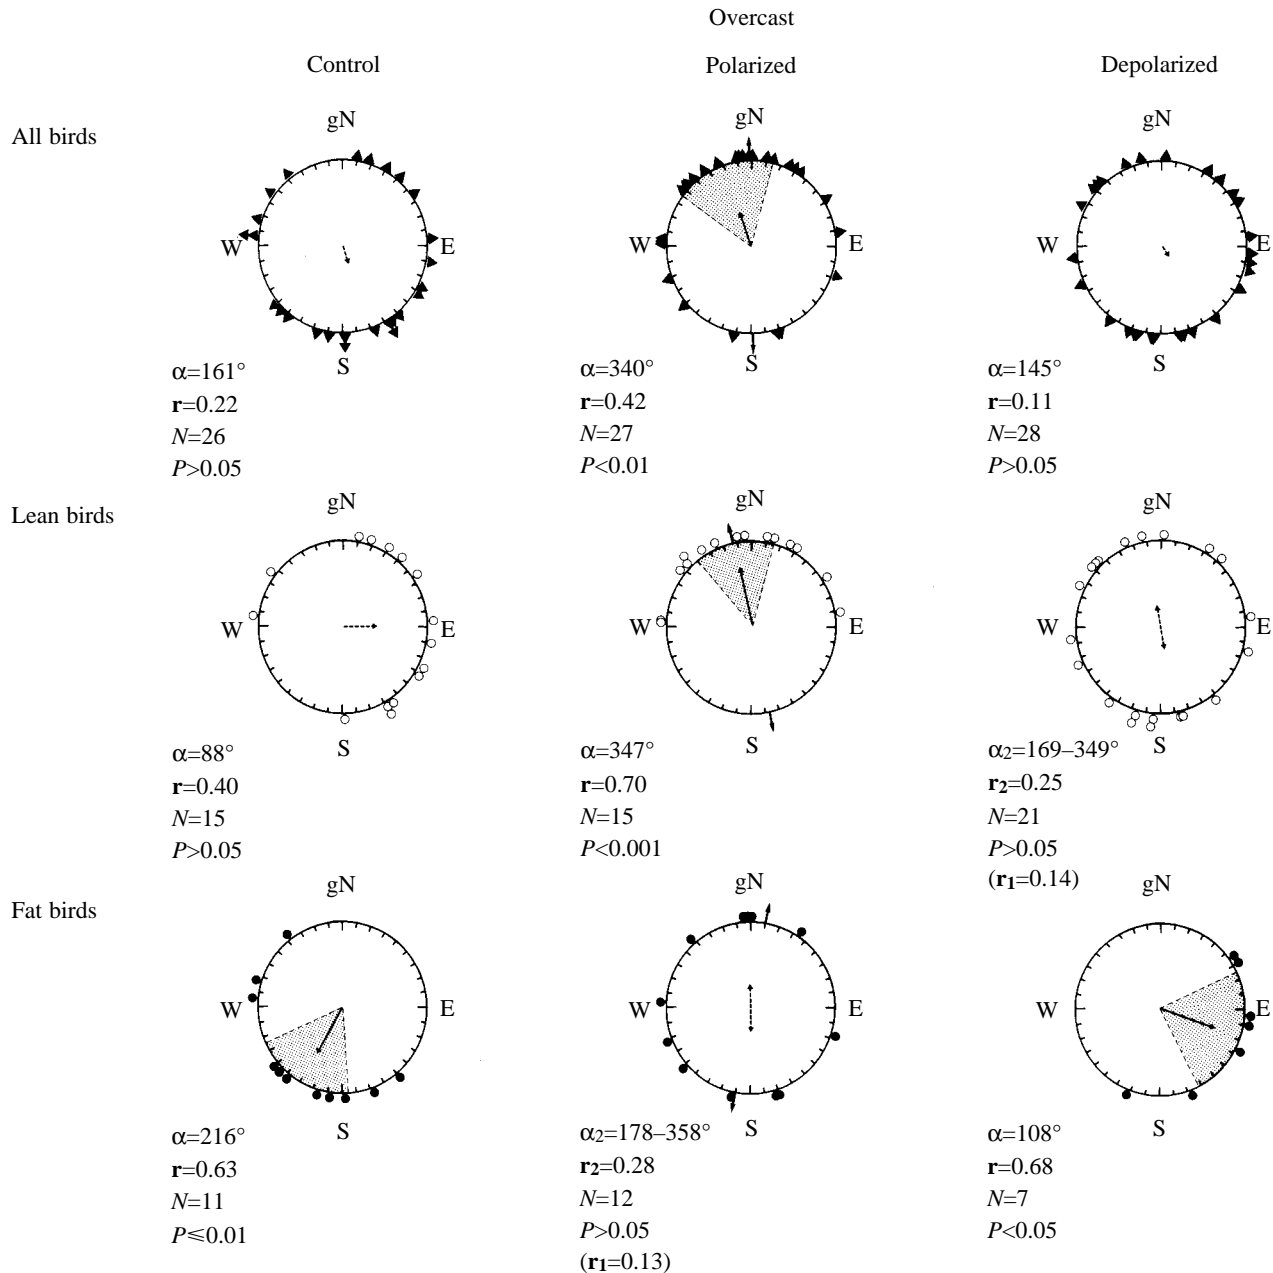 Overcast
Control Polarized Depolarized
All birds
gN gN gN
W E W E W E
S S S
α=161° α=340° α=145°
r=0.22 r=0.42 r=0.11
N=26 N=27 N=28
P>0.05 P<0.01 P>0.05
Lean birds
gN gN gN
W E W E W E
S S S
α=88° α=347° α2=169–349°
r=0.40 r=0.70 r2=0.25
N=15 N=15 N=21
P>0.05 P<0.001 P>0.05
(r1=0.14)
Fat birds
gN gN gN
W E W E W E
S S S
α=216° α2=178–358° α=108°
r=0.63 r2=0.28 r=0.68
N=11 N=12 N=7
P⩽0.01 P>0.05 P<0.05
(r1=0.13)